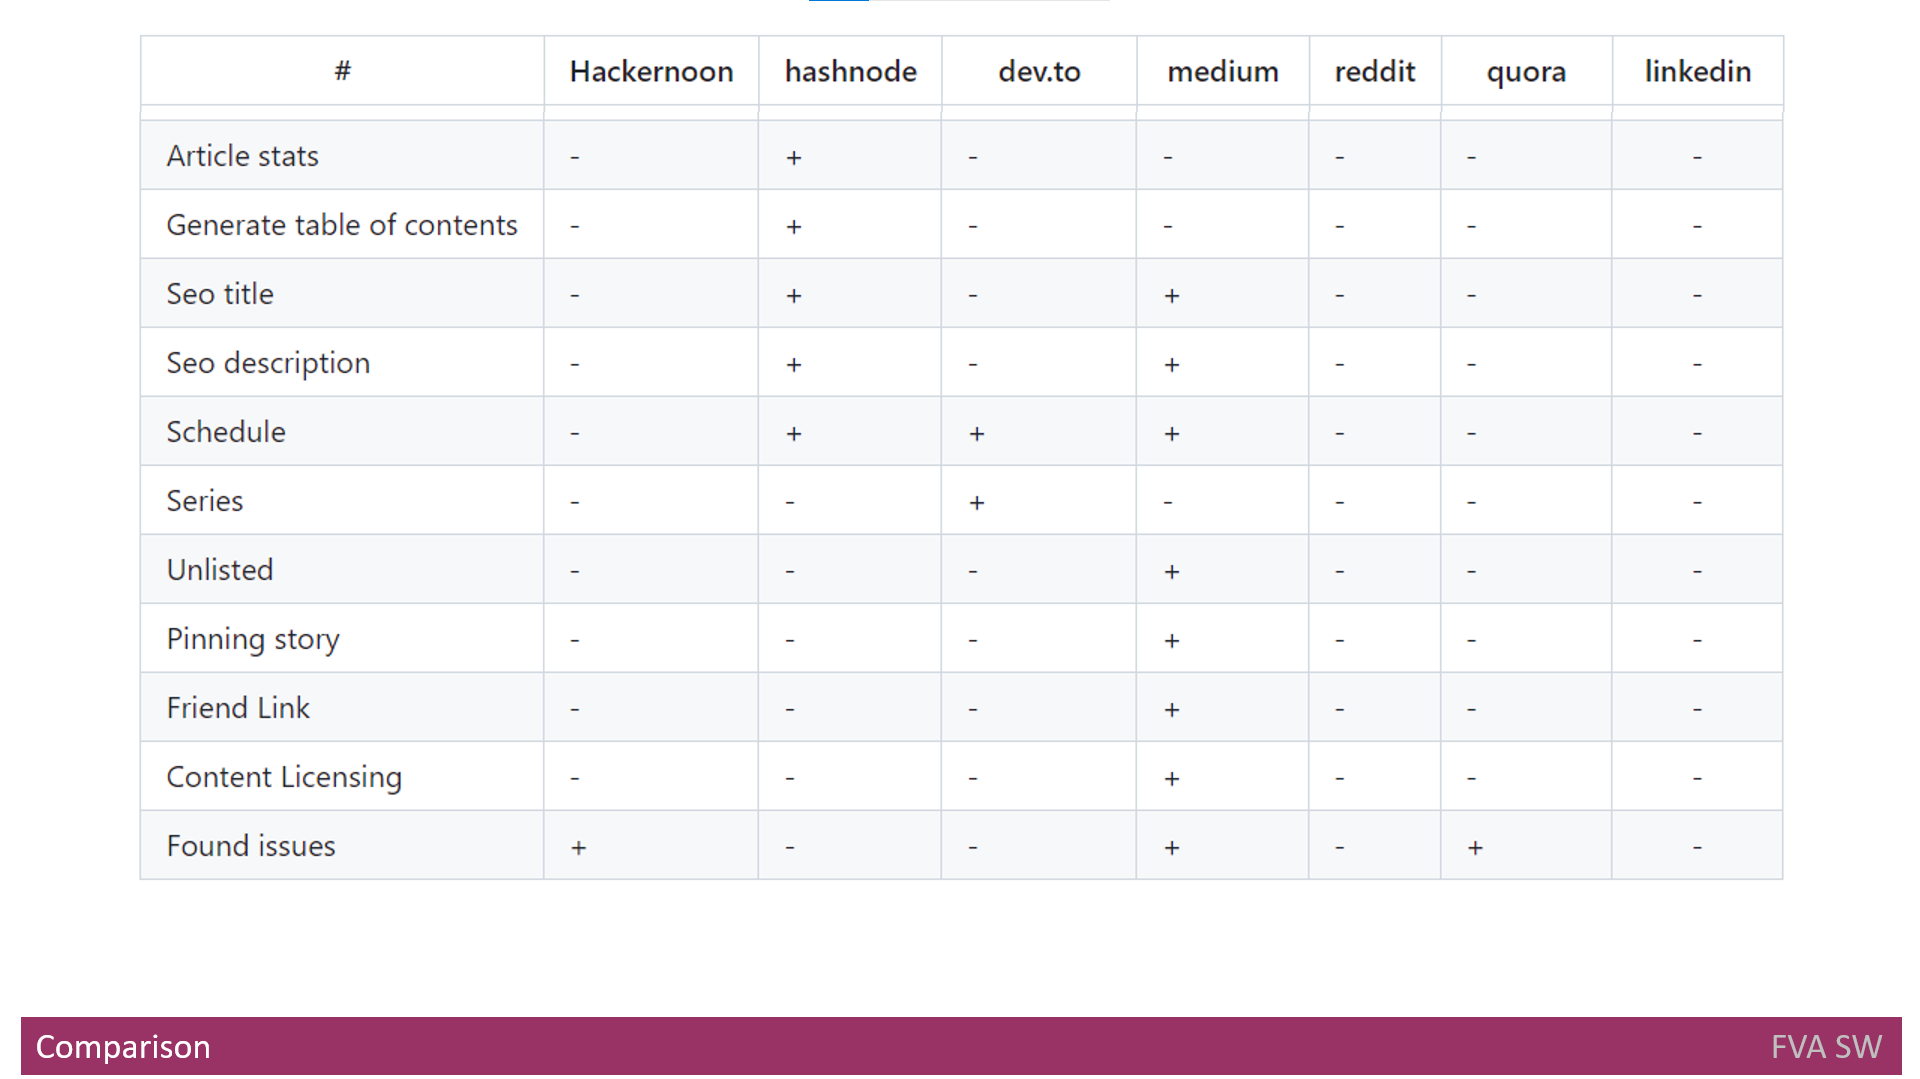 # Hackernoon hashnode dev.to medium reddit quora linkedin
Article stats - + - - - - -
Generate table of contents - + - - - - -
Seo title - + - + - - -
Seo description - + - + - - -
Schedule - + + + - - -
Series - - + - - - -
Unlisted - - - + - - -
Pinning story - - - + - - -
Friend Link - - - + - - -
Content Licensing - - - + - - -
Found issues + - - + - + -
Comparison FVA SW